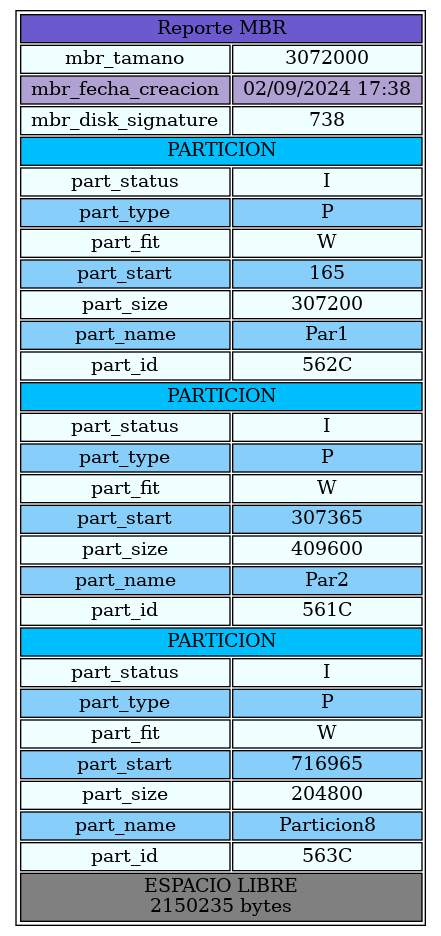 Reporte MBR
mbr_tamano 3072000
mbr_fecha_creacion 02/09/2024 17:38
mbr_disk_signature 738
PARTICION
part_status I
part_type P
part_fit W
part_start 165
part_size 307200
part_name Par1
part_id 562C
PARTICION
part_status I
part_type P
part_fit W
part_start 307365
part_size 409600
part_name Par2
part_id 561C
PARTICION
part_status I
part_type P
part_fit W
part_start 716965
part_size 204800
part_name Particion8
part_id 563C
ESPACIO LIBRE
2150235 bytes